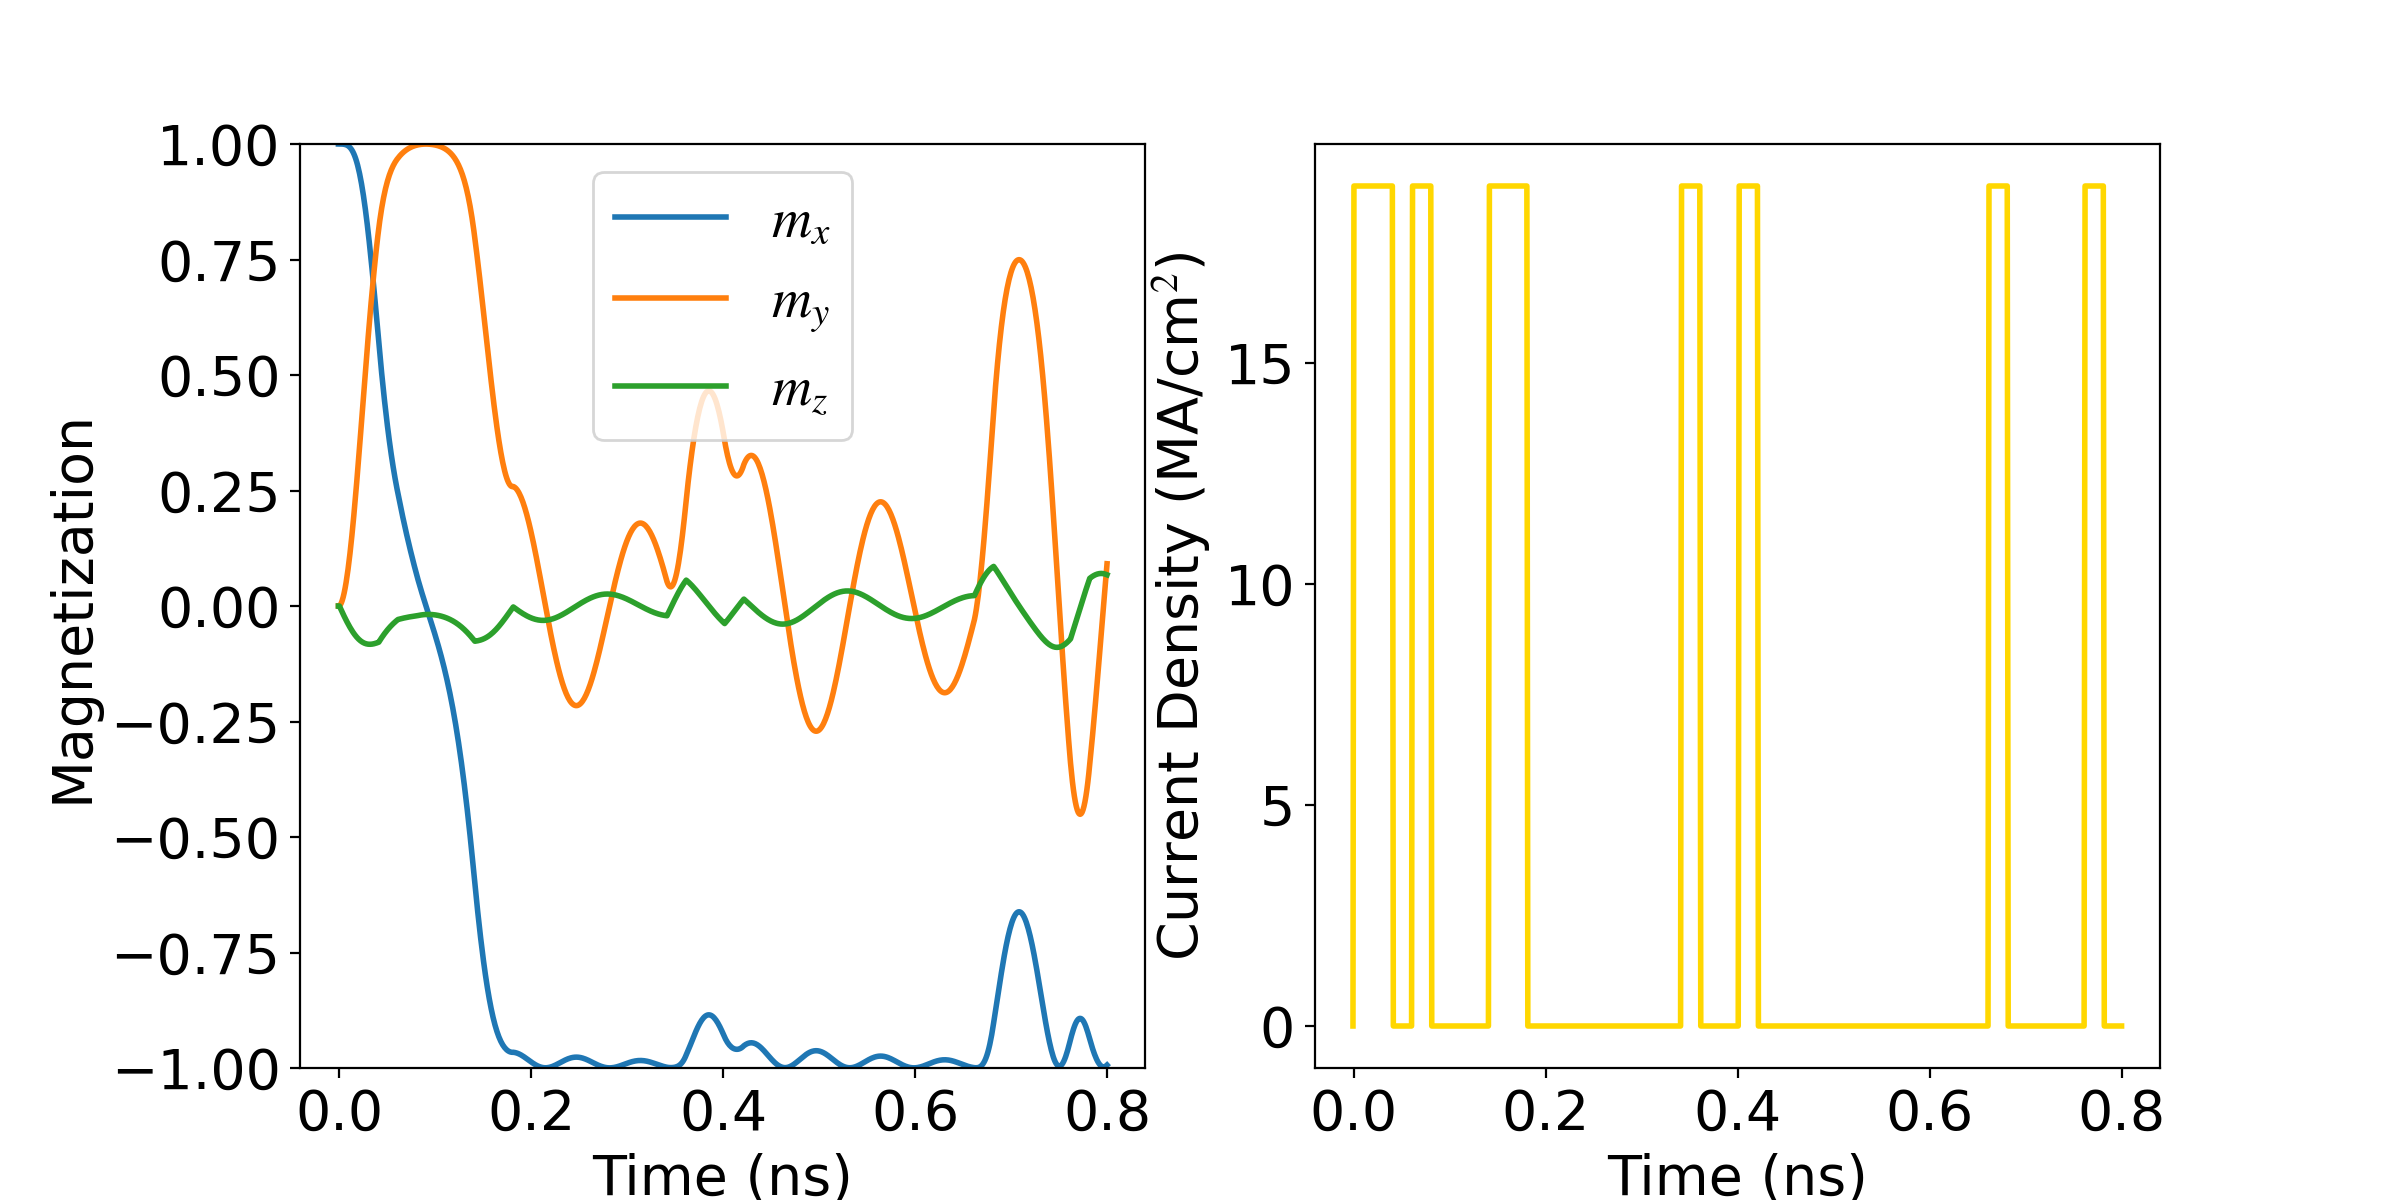 Magnetization
1.00
0.75
0.50
0.25
0.00
−0.25
−0.50
−0.75
−1.00
m_x
m_y
m_z
0.0 0.2 0.4 0.6 0.8
Time (ns)
Current Density (MA/cm²)
15
10
5
0
0.0 0.2 0.4 0.6 0.8
Time (ns)